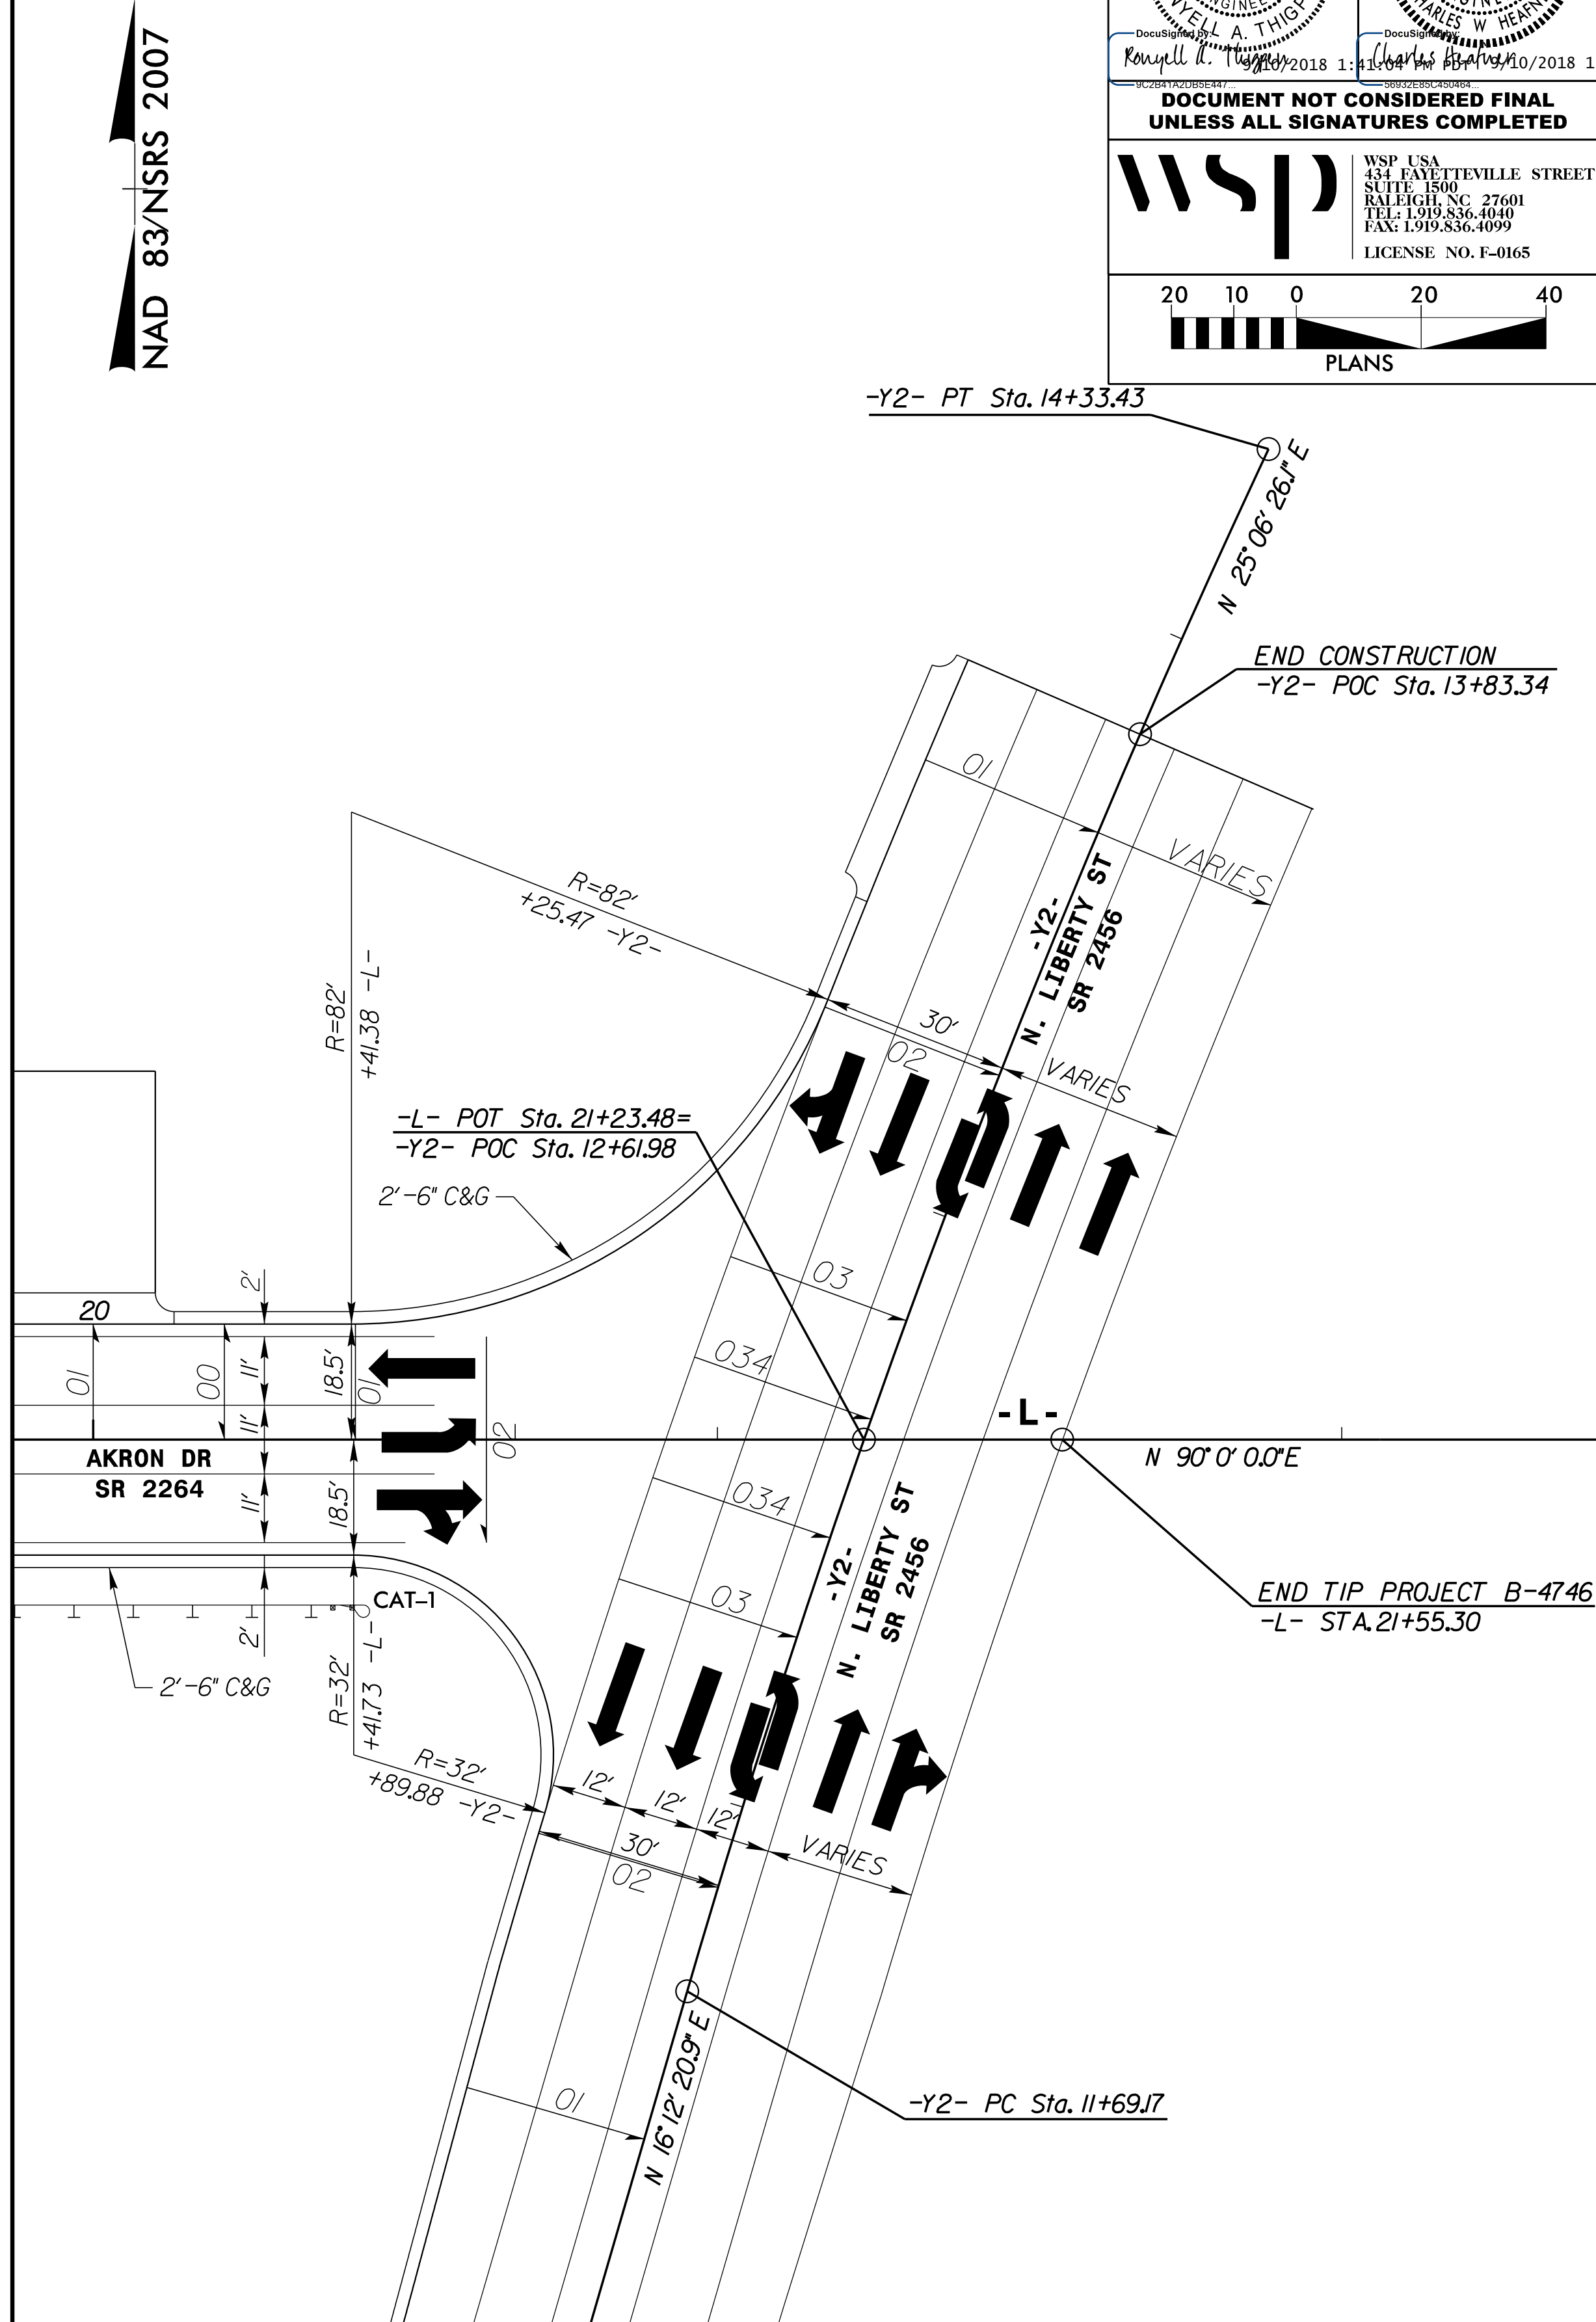 NAD 83/NSRS 2007
DocuSigned by:
Ronyell A. Thigpen
9/10/2018 1:41:04 PM PDT
9C2B41A2DB5E447...
DocuSigned by:
Charles Heafner
9/10/2018 1
56932E85C450464...
DOCUMENT NOT CONSIDERED FINAL
UNLESS ALL SIGNATURES COMPLETED
WSP
WSP USA
434 FAYETTEVILLE STREET
SUITE 1500
RALEIGH, NC 27601
TEL: 1.919.836.4040
FAX: 1.919.836.4099
LICENSE NO. F-0165
20 10 0 20 40
PLANS
-Y2- PT Sta. 14+33.43
N 25° 06' 26.1" E
END CONSTRUCTION
-Y2- POC Sta. 13+83.34
01
VARIES
-Y2-
N. LIBERTY ST
SR 2456
R=82'
+25.47 -Y2-
R=82'
+41.38 -L-
30'
02
VARIES
-L- POT Sta. 21+23.48=
-Y2- POC Sta. 12+61.98
2'-6" C&G
03
034
20
2'
01
00
11'
18.5'
01
11'
02
-L-
AKRON DR
SR 2264
N 90° 0' 0.0" E
11'
18.5'
034
-Y2-
N. LIBERTY ST
SR 2456
03
END TIP PROJECT B-4746
-L- STA. 21+55.30
CAT-1
2'
2'-6" C&G
R=32'
+41.73 -L-
R=32'
+89.88 -Y2-
12'
12'
12'
VARIES
30'
02
N 16° 12' 20.9" E
-Y2- PC Sta. 11+69.17
01